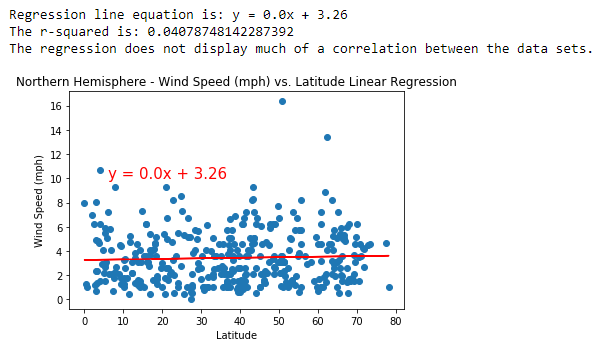 Regression line equation is: y = 0.0x + 3.26
The r-squared is: 0.04078748142287392
The regression does not display much of a correlation between the data sets.
Northern Hemisphere - Wind Speed (mph) vs. Latitude Linear Regression
16
14
12
10
8
6
4
2
0
Wind Speed (mph)
y = 0.0x + 3.26
0 10 20 30 40 50 60 70 80
Latitude